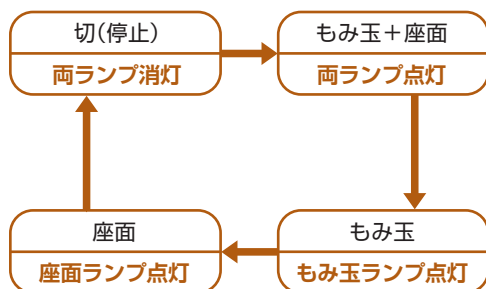 切(停止)
両ランプ消灯
もみ玉＋座面
両ランプ点灯
座面
座面ランプ点灯
もみ玉
もみ玉ランプ点灯